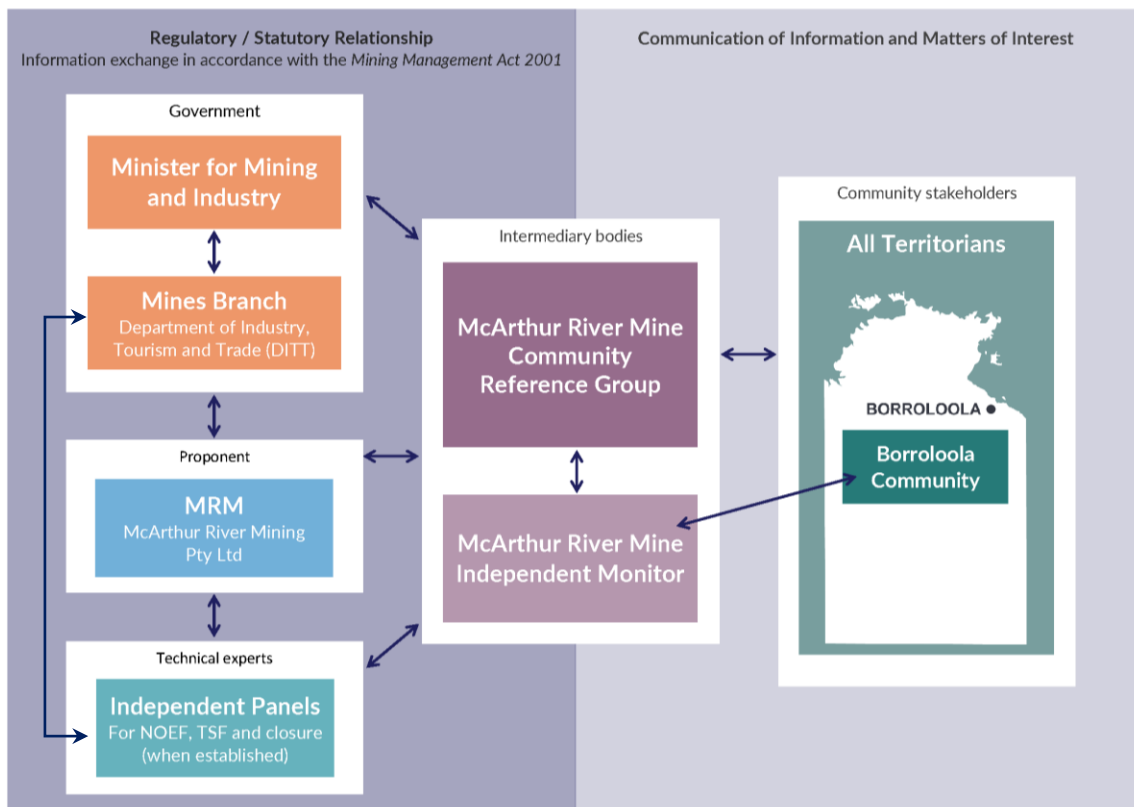 Regulatory / Statutory Relationship
Information exchange in accordance with the Mining Management Act 2001
Government
Minister for Mining
and Industry
Mines Branch
Department of Industry,
Tourism and Trade (DITT)
Proponent
MRM
McArthur River Mining
Pty Ltd
Technical experts
Independent Panels
For NOEF, TSF and closure
(when established)
Communication of Information and Matters of Interest
Intermediary bodies
McArthur River Mine
Community
Reference Group
McArthur River Mine
Independent Monitor
Community stakeholders
All Territorians
BORROLOOLA
Borroloola
Community